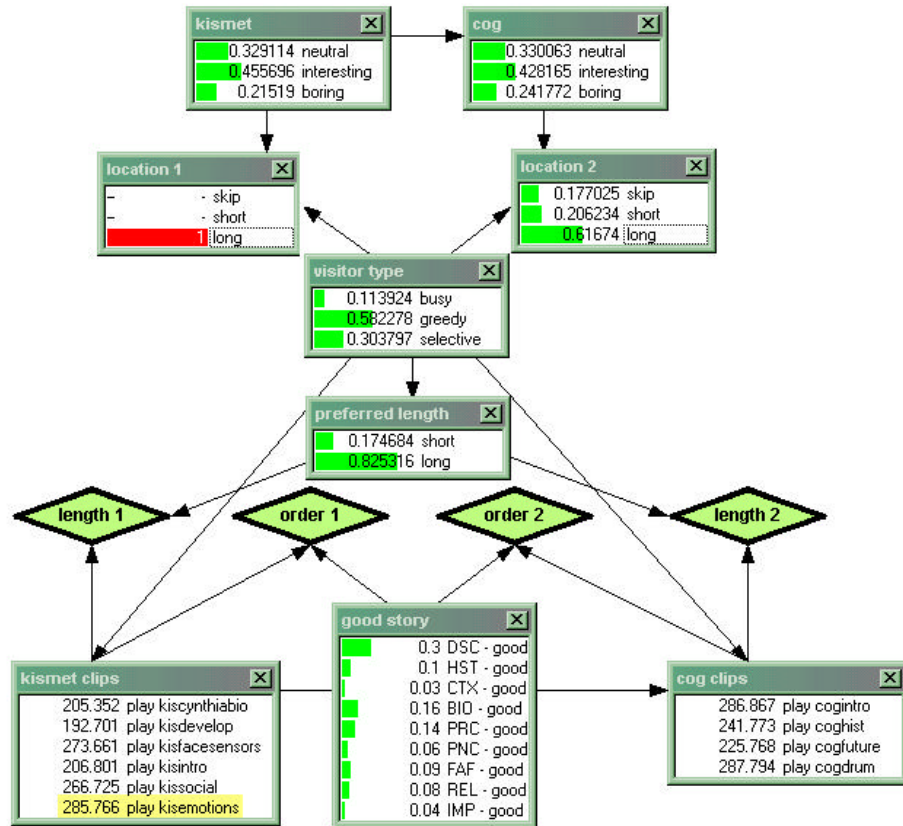 kismet
0.329114 neutral
0.455696 interesting
0.21519 boring
cog
0.330063 neutral
0.428165 interesting
0.241772 boring
location 1
- - skip
- - short
1 long
location 2
0.177025 skip
0.206234 short
0.61674 long
visitor type
0.113924 busy
0.582278 greedy
0.303797 selective
preferred length
0.174684 short
0.825316 long
length 1
order 1
order 2
length 2
kismet clips
205.352 play kiscynthiabio
192.701 play kisdevelop
273.661 play kisfacesensors
206.801 play kisintro
266.725 play kissocial
285.766 play kisemotions
good story
0.3 DSC - good
0.1 HST - good
0.03 CTX - good
0.16 BIO - good
0.14 PRC - good
0.06 PNC - good
0.09 FAF - good
0.08 REL - good
0.04 IMP - good
cog clips
286.867 play cogintro
241.773 play coghist
225.768 play cogfuture
287.794 play cogdrum